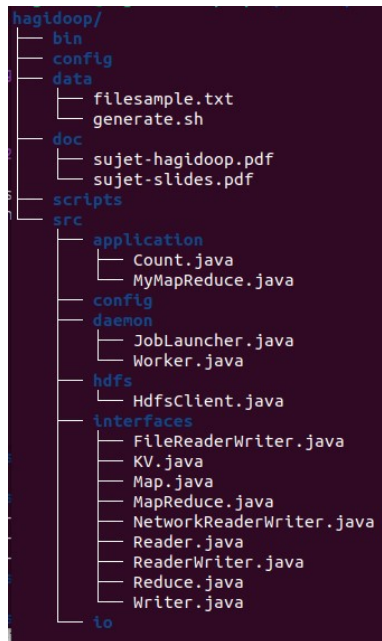 hagidoop/
bin
config
data
filesample.txt
generate.sh
doc
sujet-hagidoop.pdf
sujet-slides.pdf
scripts
src
application
Count.java
MyMapReduce.java
config
daemon
JobLauncher.java
Worker.java
hdfs
HdfsClient.java
interfaces
FileReaderWriter.java
KV.java
Map.java
MapReduce.java
NetworkReaderWriter.java
Reader.java
ReaderWriter.java
Reduce.java
Writer.java
io